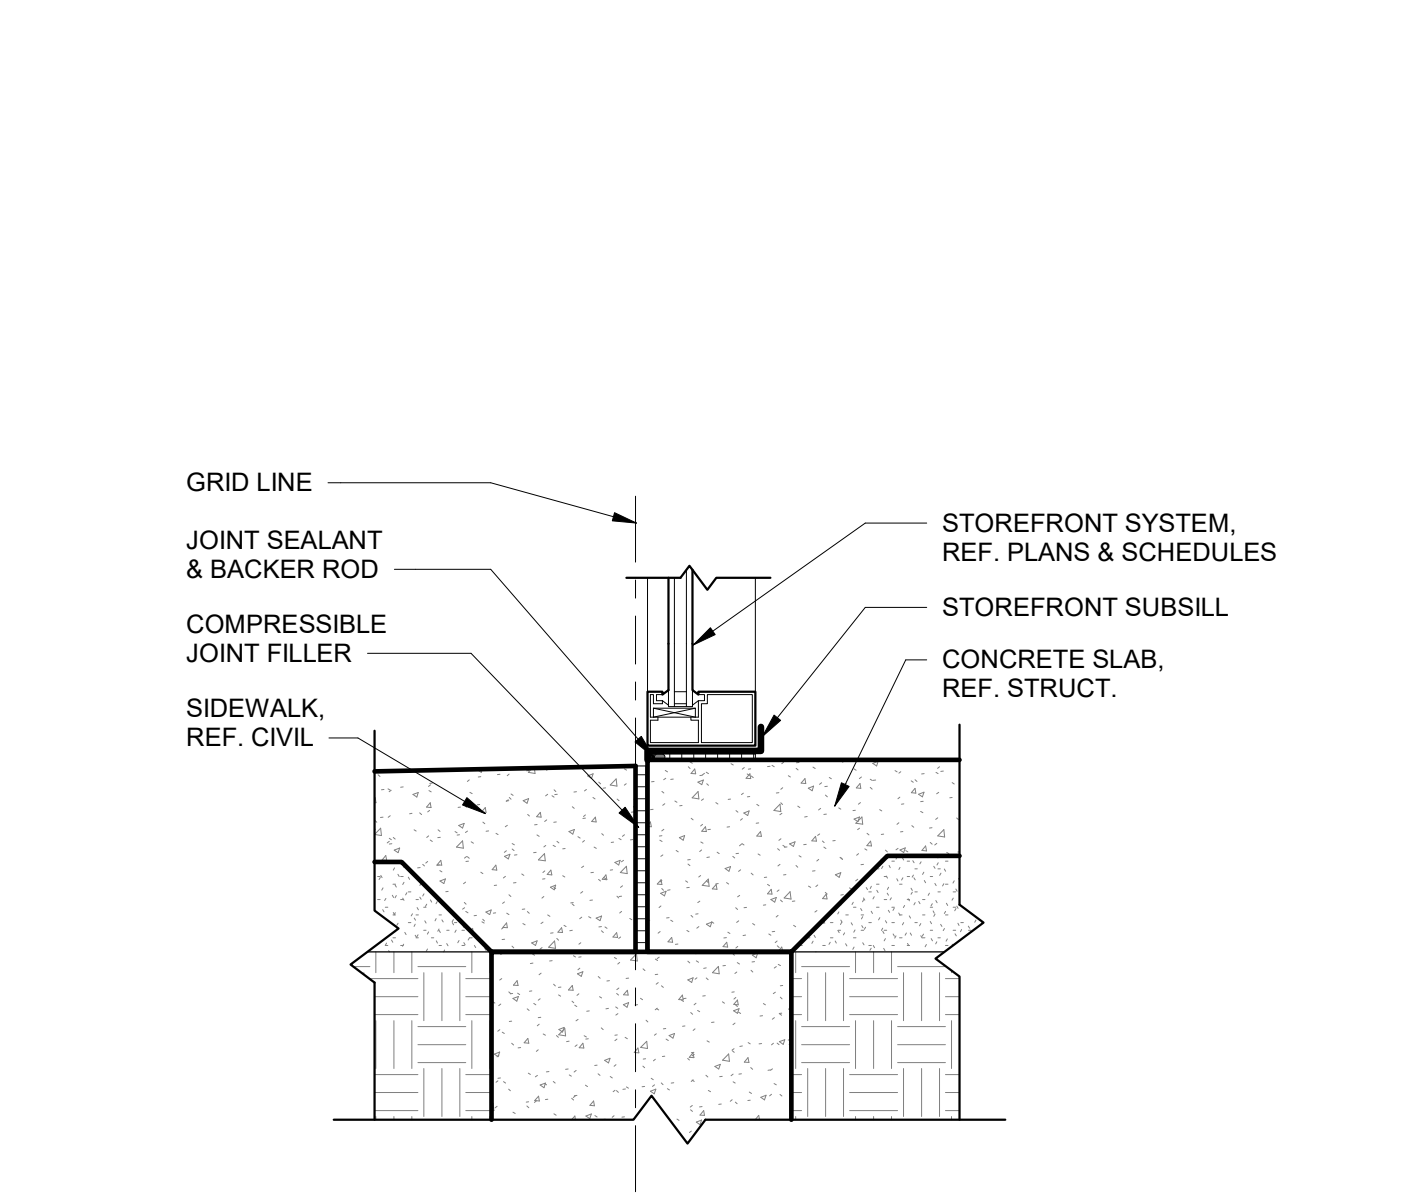 GRID LINE
JOINT SEALANT
& BACKER ROD
COMPRESSIBLE
JOINT FILLER
SIDEWALK,
REF. CIVIL
STOREFRONT SYSTEM,
REF. PLANS & SCHEDULES
STOREFRONT SUBSILL
CONCRETE SLAB,
REF. STRUCT.